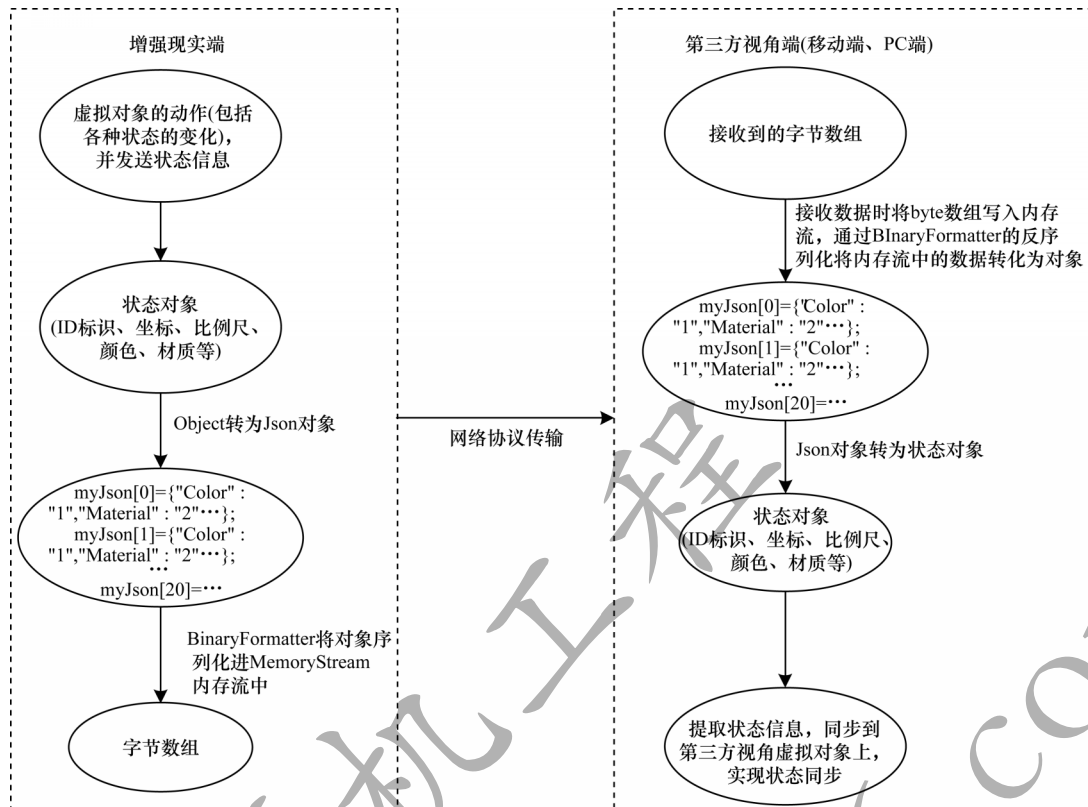 增强现实端
虚拟对象的动作(包括
各种状态的变化),
并发送状态信息
状态对象
(ID标识、坐标、比例尺、
颜色、材质等)
Object转为Json对象
myJson[0]={"Color" :
"1","Material" : "2"⋯};
myJson[1]={"Color" :
"1","Material" : "2"⋯};
⋯
myJson[20]=⋯
BinaryFormatter将对象序
列化进MemoryStream
内存流中
字节数组
网络协议传输
第三方视角端(移动端、PC端)
接收到的字节数组
接收数据时将byte数组写入内存
流，通过BInaryFormatter的反序
列化将内存流中的数据转化为对象
myJson[0]={"Color" :
"1","Material" : "2"⋯};
myJson[1]={"Color" :
"1","Material" : "2"⋯};
⋯
myJson[20]=⋯
Json对象转为状态对象
状态对象
(ID标识、坐标、比例尺、
颜色、材质等)
提取状态信息，同步到
第三方视角虚拟对象上，
实现状态同步
机工程